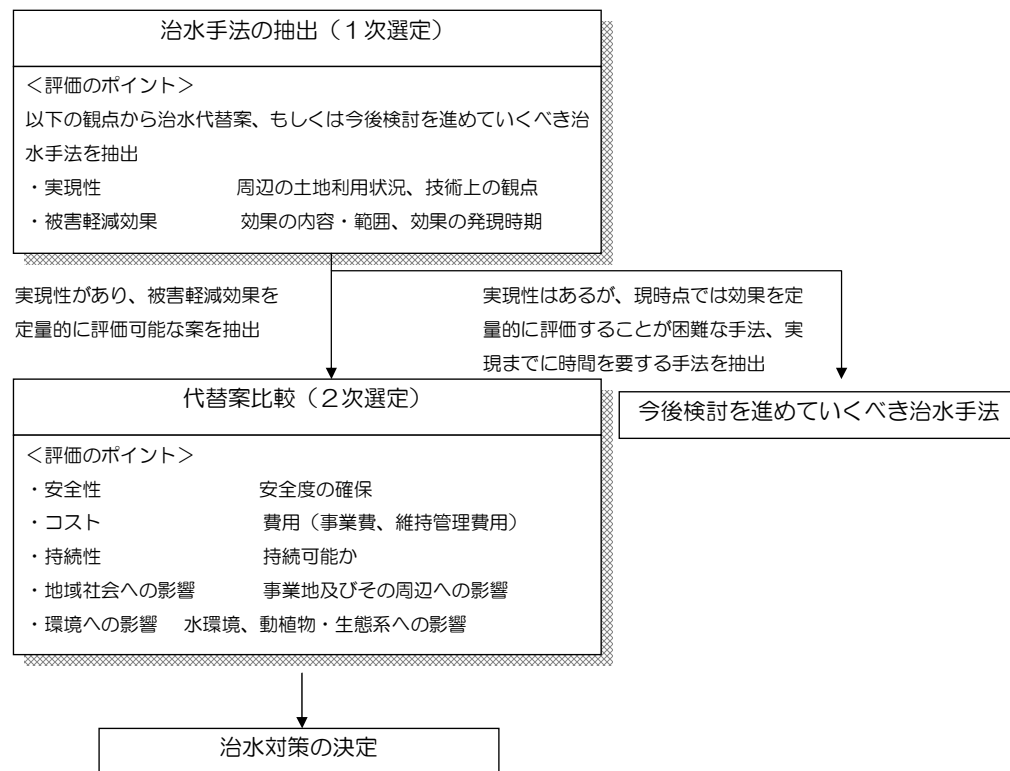 治水手法の抽出（１次選定）
＜評価のポイント＞
以下の観点から治水代替案、もしくは今後検討を進めていくべき治
水手法を抽出
・実現性　周辺の土地利用状況、技術上の観点
・被害軽減効果　効果の内容・範囲、効果の発現時期
実現性があり、被害軽減効果を
定量的に評価可能な案を抽出
実現性はあるが、現時点では効果を定
量的に評価することが困難な手法、実
現までに時間を要する手法を抽出
代替案比較（２次選定）
今後検討を進めていくべき治水手法
＜評価のポイント＞
・安全性　安全度の確保
・コスト　費用（事業費、維持管理費用）
・持続性　持続可能か
・地域社会への影響　事業地及びその周辺への影響
・環境への影響　水環境、動植物・生態系への影響
治水対策の決定